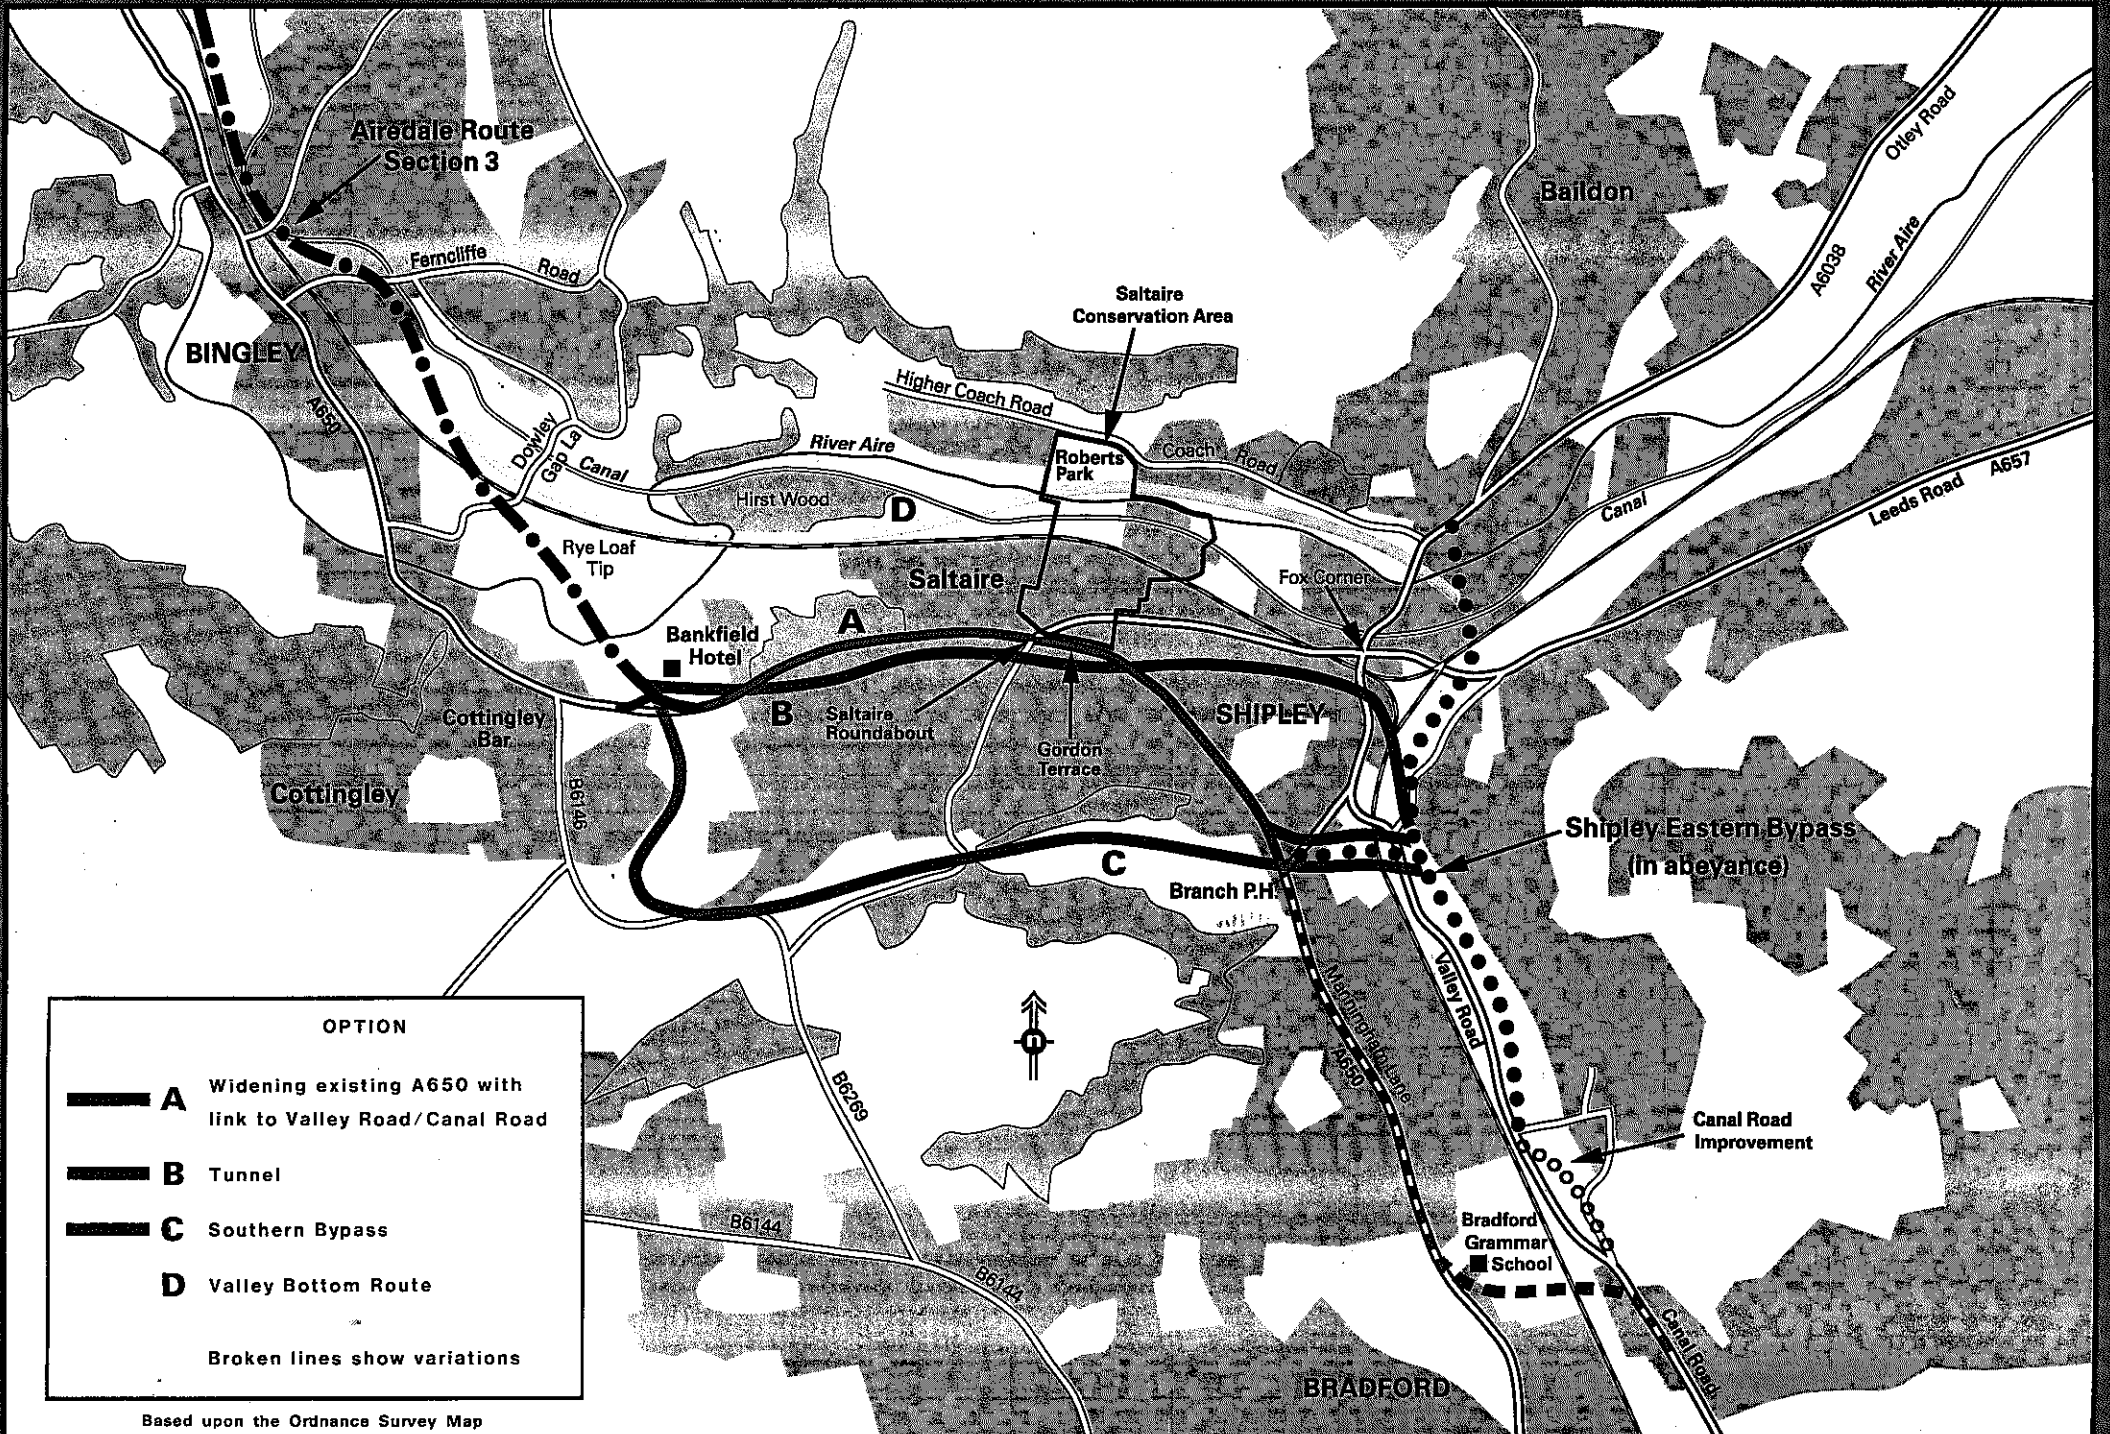 Airedale Route
Section 3
Ferncliffe
Road
BINGLEY
A650
Dowley
Gap La
Canal
River Aire
Hirst Wood
D
Rye Loaf
Tip
Higher Coach Road
Saltaire
Conservation Area
Roberts
Park
Coach
Road
Baildon
Otley Road
A6038
River Aire
Canal
Leeds Road
A657
Fox Corner
Saltaire
A
Bankfield
Hotel
B
Saltaire
Roundabout
Gordon
Terrace
SHIPLEY
Cottingley
Bar
Cottingley
B6146
C
Branch P.H.
Shipley Eastern Bypass
(in abeyance)
Valley Road
Manningham Lane
A650
n
B6269
B6144
B6144
Canal Road
Improvement
Bradford
Grammar
School
Canal Road
BRADFORD
OPTION
A Widening existing A650 with
link to Valley Road/Canal Road
B Tunnel
C Southern Bypass
D Valley Bottom Route
Broken lines show variations
Based upon the Ordnance Survey Map